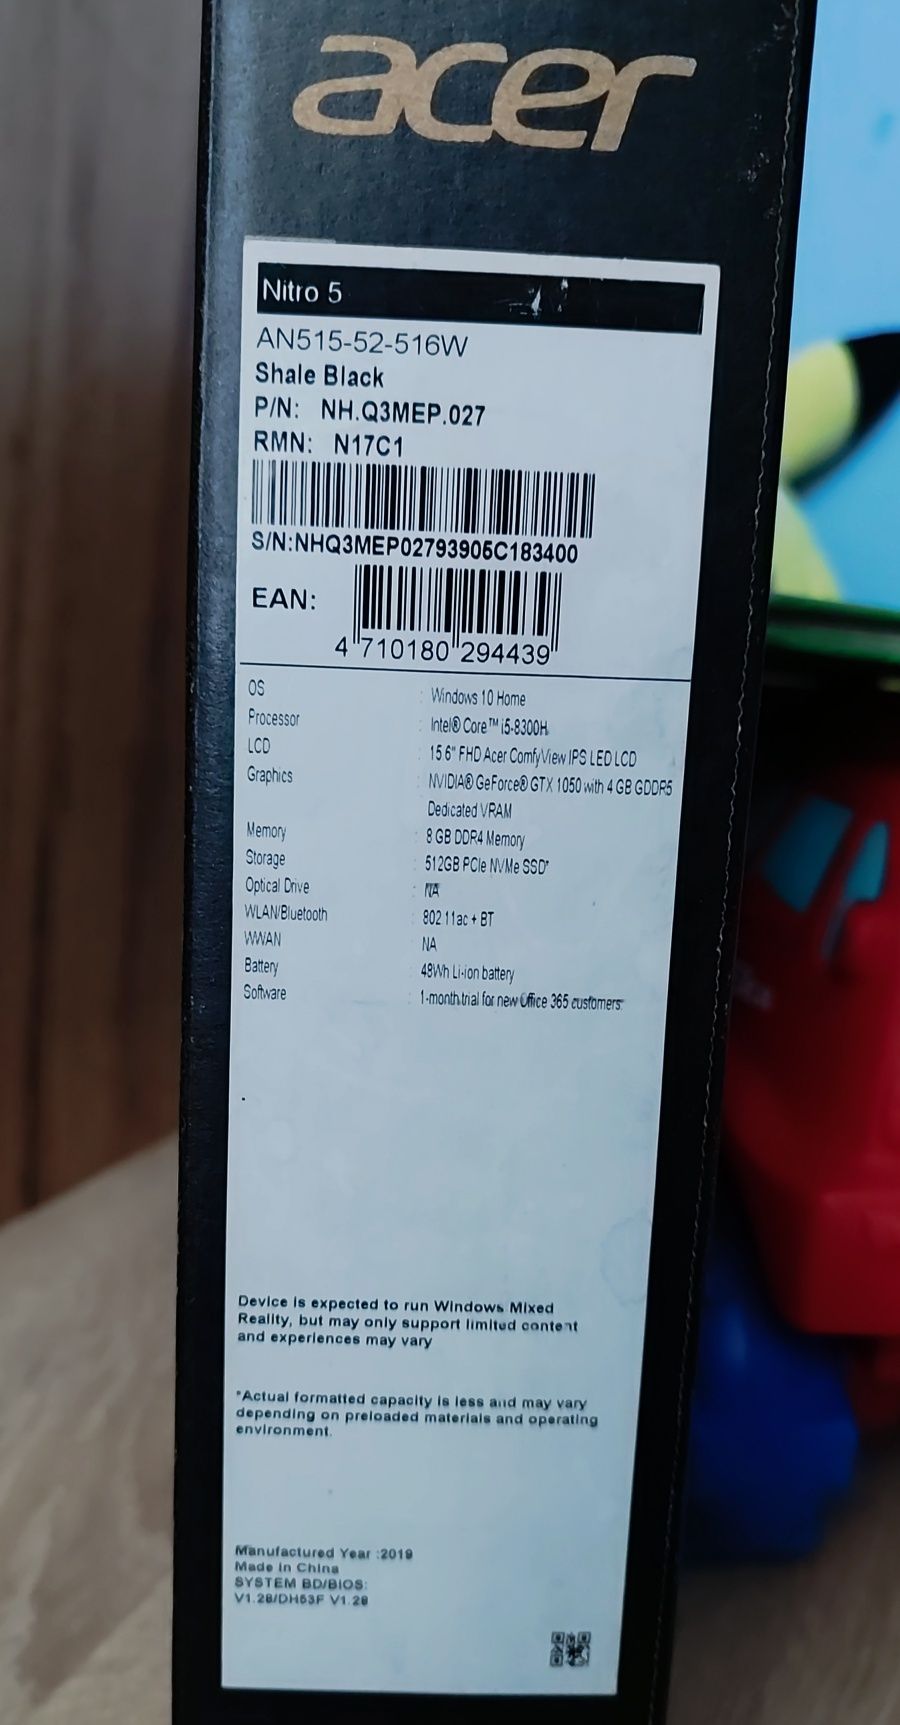 acer
Nitro 5
AN515-52-516W
Shale Black
P/N: NH.Q3MEP.027
RMN: N17C1
S/N:NHQ3MEP02793905C183400
EAN:
4 710180 294439
OS : Windows 10 Home
Processor : Intel® Core™ i5-8300H
LCD : 15.6" FHD Acer ComfyView IPS LED LCD
Graphics : NVIDIA® GeForce® GTX 1050 with 4 GB GDDR5
Dedicated VRAM
Memory : 8 GB DDR4 Memory
Storage : 512GB PCIe NVMe SSD*
Optical Drive : NA
WLAN/Bluetooth : 802.11ac + BT
WWAN : NA
Battery : 48Wh Li-ion battery
Software : 1-month trial for new Office 365 customers
Device is expected to run Windows Mixed
Reality, but may only support limited content
and experiences may vary
*Actual formatted capacity is less and may vary
depending on preloaded materials and operating
environment.
Manufactured Year :2019
Made in China
SYSTEM BD/BIOS:
V1.28/DH53F V1.28